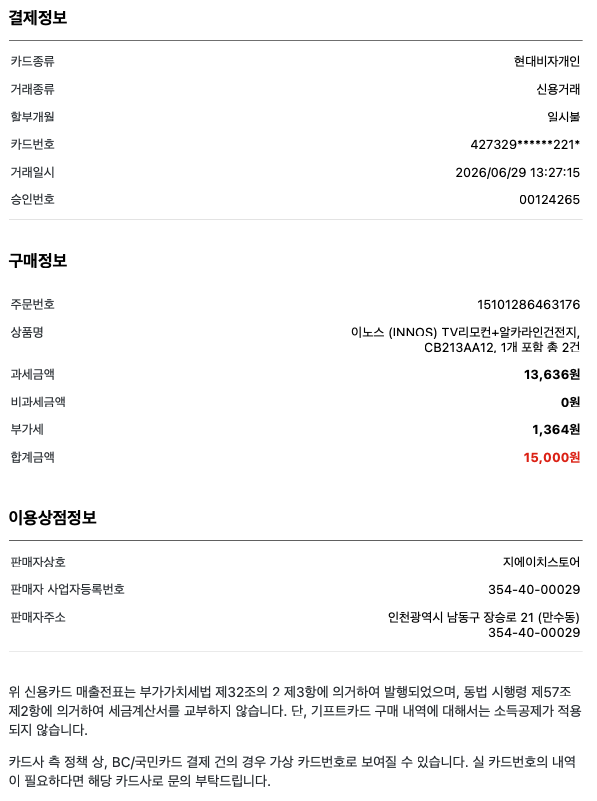 결제정보
카드종류 현대비자개인
거래종류 신용거래
할부개월 일시불
카드번호 427329******221*
거래일시 2026/06/29 13:27:15
승인번호 00124265
구매정보
주문번호 15101286463176
상품명 이노스 (INNOS) TV리모컨+알카라인건전지,
CB213AA12, 1개 포함 총 2건
과세금액 13,636원
비과세금액 0원
부가세 1,364원
합계금액 15,000원
이용상점정보
판매자상호 지에이치스토어
판매자 사업자등록번호 354-40-00029
판매자주소 인천광역시 남동구 장승로 21 (만수동)
354-40-00029
위 신용카드 매출전표는 부가가치세법 제32조의 2 제3항에 의거하여 발행되었으며, 동법 시행령 제57조
제2항에 의거하여 세금계산서를 교부하지 않습니다. 단, 기프트카드 구매 내역에 대해서는 소득공제가 적용
되지 않습니다.
카드사 측 정책 상, BC/국민카드 결제 건의 경우 가상 카드번호로 보여질 수 있습니다. 실 카드번호의 내역
이 필요하다면 해당 카드사로 문의 부탁드립니다.